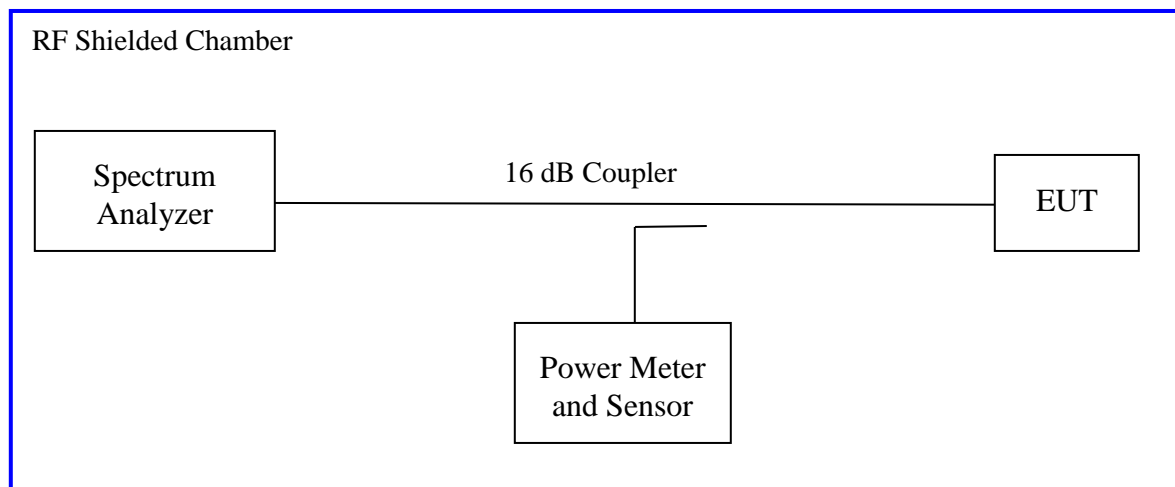 RF Shielded Chamber
Spectrum
Analyzer
16 dB Coupler
EUT
Power Meter
and Sensor